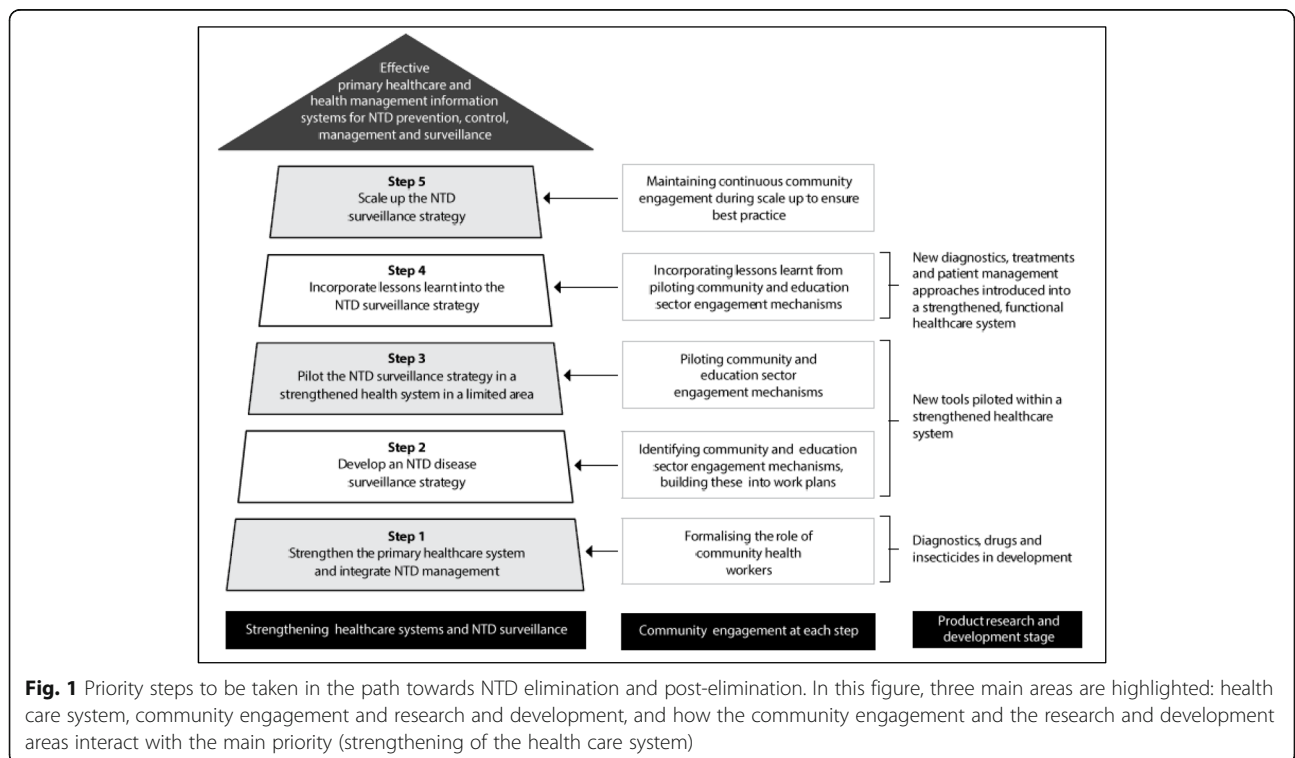 Effective
primary healthcare and
health management information
systems for NTD prevention, control,
management and surveillance
Step 5
Scale up the NTD
surveillance strategy
Maintaining continuous community
engagement during scale up to ensure
best practice
Step 4
Incorporate lessons learnt into the
NTD surveillance strategy
Incorporating lessons learnt from
piloting community and education
sector engagement mechanisms
New diagnostics, treatments
and patient management
approaches introduced into
a strengthened, functional
healthcare system
Step 3
Pilot the NTD surveillance strategy in a
strengthened health system in a limited area
Piloting community and
education sector
engagement mechanisms
New tools piloted within a
strengthened healthcare
system
Step 2
Develop an NTD disease
surveillance strategy
Identifying community and education
sector engagement mechanisms,
building these into work plans
Step 1
Strengthen the primary healthcare system
and integrate NTD management
Formalising the role of
community health
workers
Diagnostics, drugs and
insecticides in development
Strengthening healthcare systems and NTD surveillance
Community engagement at each step
Product research and
development stage
Fig. 1 Priority steps to be taken in the path towards NTD elimination and post-elimination. In this figure, three main areas are highlighted: health
care system, community engagement and research and development, and how the community engagement and the research and development
areas interact with the main priority (strengthening of the health care system)